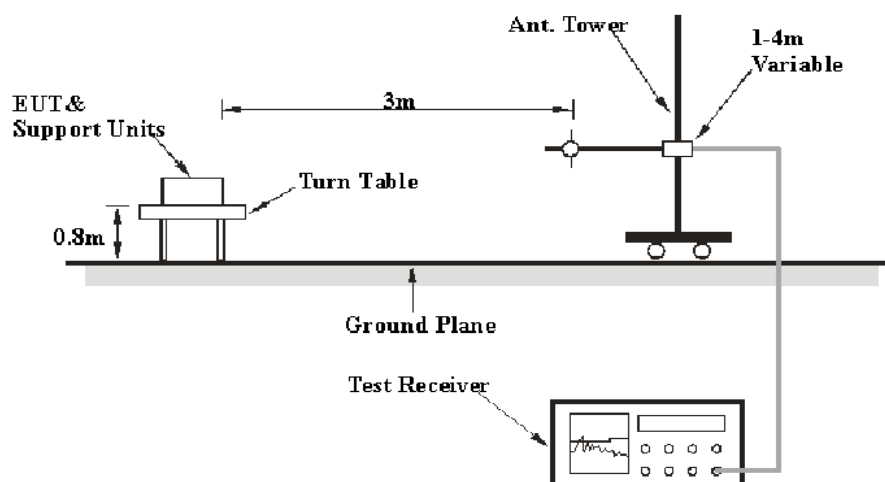 Ant. Tower
1-4m
Variable
EUT &
Support Units
3m
Turn Table
0.8m
Ground Plane
Test Receiver